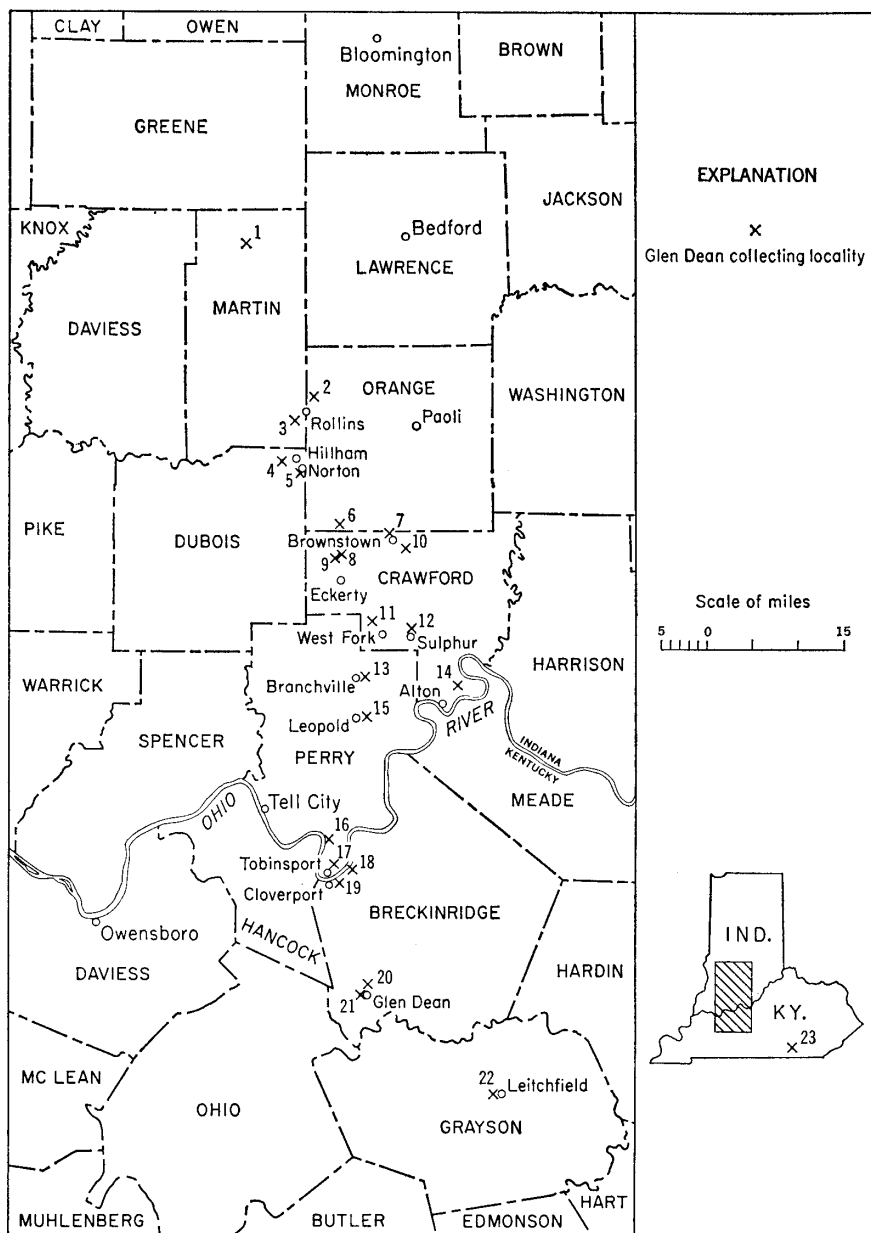 CLAY
OWEN
Bloomington
MONROE
BROWN
GREENE
JACKSON
EXPLANATION
Glen Dean collecting locality
KNOX
1
Bedford
LAWRENCE
MARTIN
DAVIESS
2
ORANGE
WASHINGTON
Rollins
3
Paoli
Hillham
4
Norton
5
PIKE
DUBOIS
6
7
Brownstown
10
9
8
CRAWFORD
Eckerty
11
12
West Fork
Sulphur
Scale of miles
5
0
15
HARRISON
WARRICK
13
Branchville
14
Alton
RIVER
15
Leopold
SPENCER
PERRY
INDIANA
KENTUCKY
MEADE
OHIO
Tell City
16
17
18
Tobinsport
Cloverport
19
BRECKINRIDGE
Owensboro
HANCOCK
DAVIESS
HARDIN
IND.
20
21
Glen Dean
KY.
23
MC LEAN
OHIO
22
Leitchfield
GRAYSON
HART
MUHLENBERG
BUTLER
EDMONSON